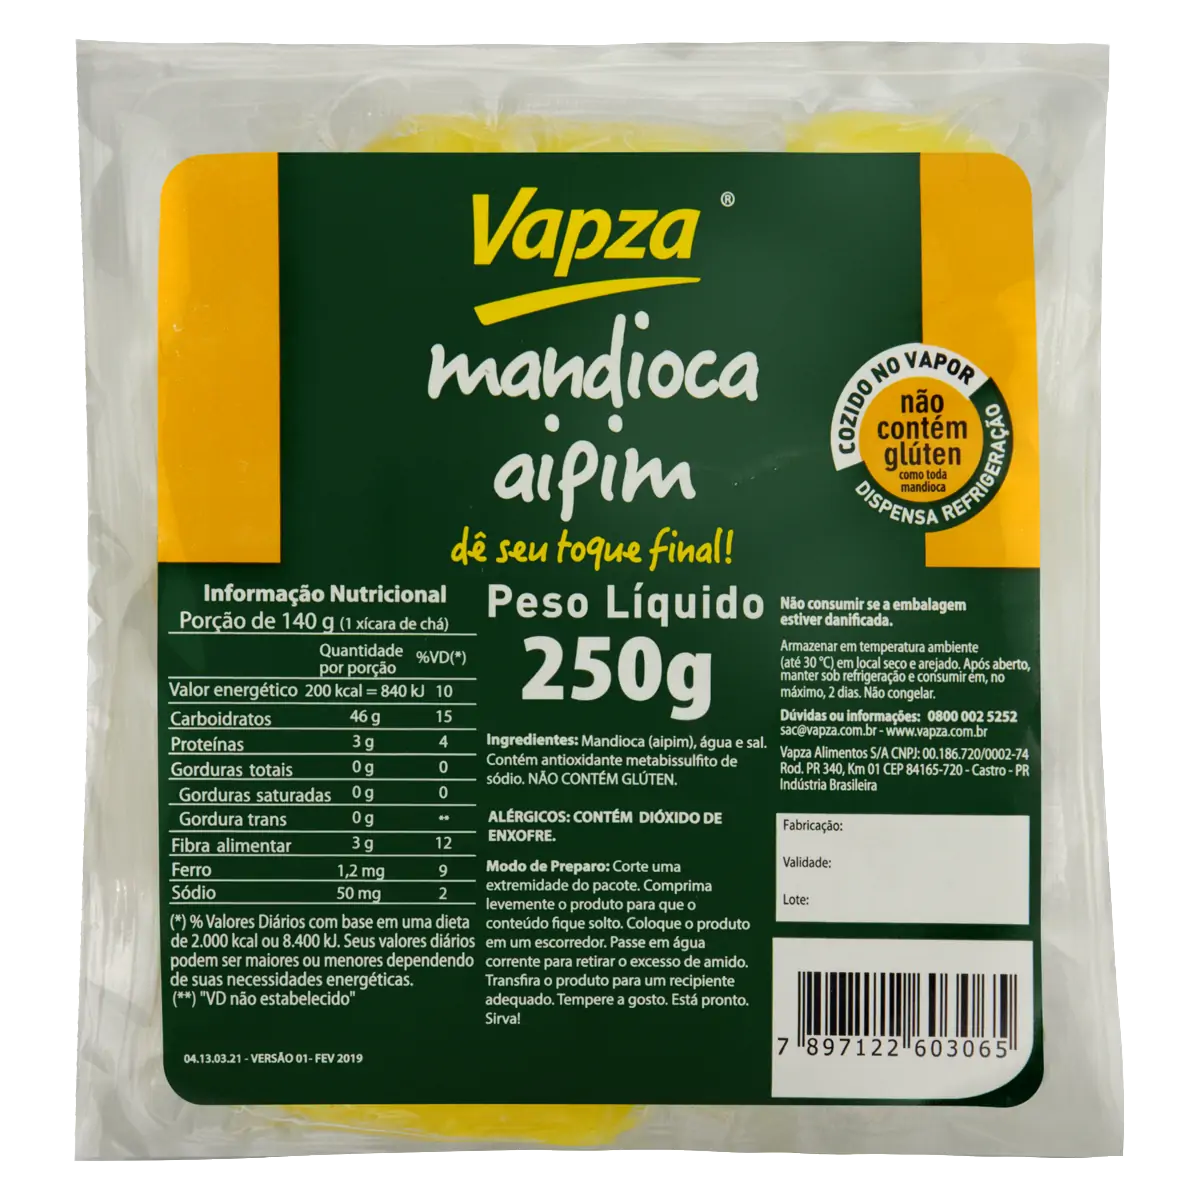 Vapza ®
mandioca
aipim
dê seu toque final!
COZIDO NO VAPOR
não
contém
glúten
como toda
mandioca
DISPENSA REFRIGERAÇÃO
Informação Nutricional
Porção de 140 g (1 xícara de chá)
Quantidade por porção %VD(*)
Valor energético 200 kcal = 840 kJ 10
Carboidratos 46 g 15
Proteínas 3 g 4
Gorduras totais 0 g 0
Gorduras saturadas 0 g 0
Gordura trans 0 g **
Fibra alimentar 3 g 12
Ferro 1,2 mg 9
Sódio 50 mg 2
(*) % Valores Diários com base em uma dieta
de 2.000 kcal ou 8.400 kJ. Seus valores diários
podem ser maiores ou menores dependendo
de suas necessidades energéticas.
(**) "VD não estabelecido"
04.13.03.21 - VERSÃO 01- FEV 2019
Peso Líquido
250g
Ingredientes: Mandioca (aipim), água e sal.
Contém antioxidante metabissulfito de
sódio. NÃO CONTÉM GLÚTEN.
ALÉRGICOS: CONTÉM DIÓXIDO DE
ENXOFRE.
Modo de Preparo: Corte uma
extremidade do pacote. Comprima
levemente o produto para que o
conteúdo fique solto. Coloque o produto
em um escorredor. Passe em água
corrente para retirar o excesso de amido.
Transfira o produto para um recipiente
adequado. Tempere a gosto. Está pronto.
Sirva!
Não consumir se a embalagem
estiver danificada.
Armazenar em temperatura ambiente
(até 30 °C) em local seco e arejado. Após aberto,
manter sob refrigeração e consumir em, no
máximo, 2 dias. Não congelar.
Dúvidas ou informações: 0800 002 5252
sac@vapza.com.br - www.vapza.com.br
Vapza Alimentos S/A CNPJ: 00.186.720/0002-74
Rod. PR 340, Km 01 CEP 84165-720 - Castro - PR
Indústria Brasileira
Fabricação:
Validade:
Lote:
7 897122 603065